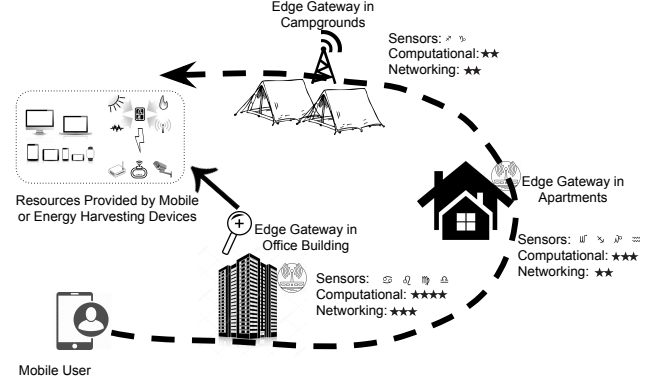 Edge Gateway in
Campgrounds
Sensors: ♐ ♑
Computational: ★★
Networking: ★★
Resources Provided by Mobile
or Energy Harvesting Devices
Edge Gateway in
Apartments
Sensors: ♏ ♐ ♑ ♒
Computational: ★★★
Networking: ★★
Edge Gateway in
Office Building
Sensors: ♋ ♌ ♍ ♎
Computational: ★★★★
Networking: ★★★
Mobile User